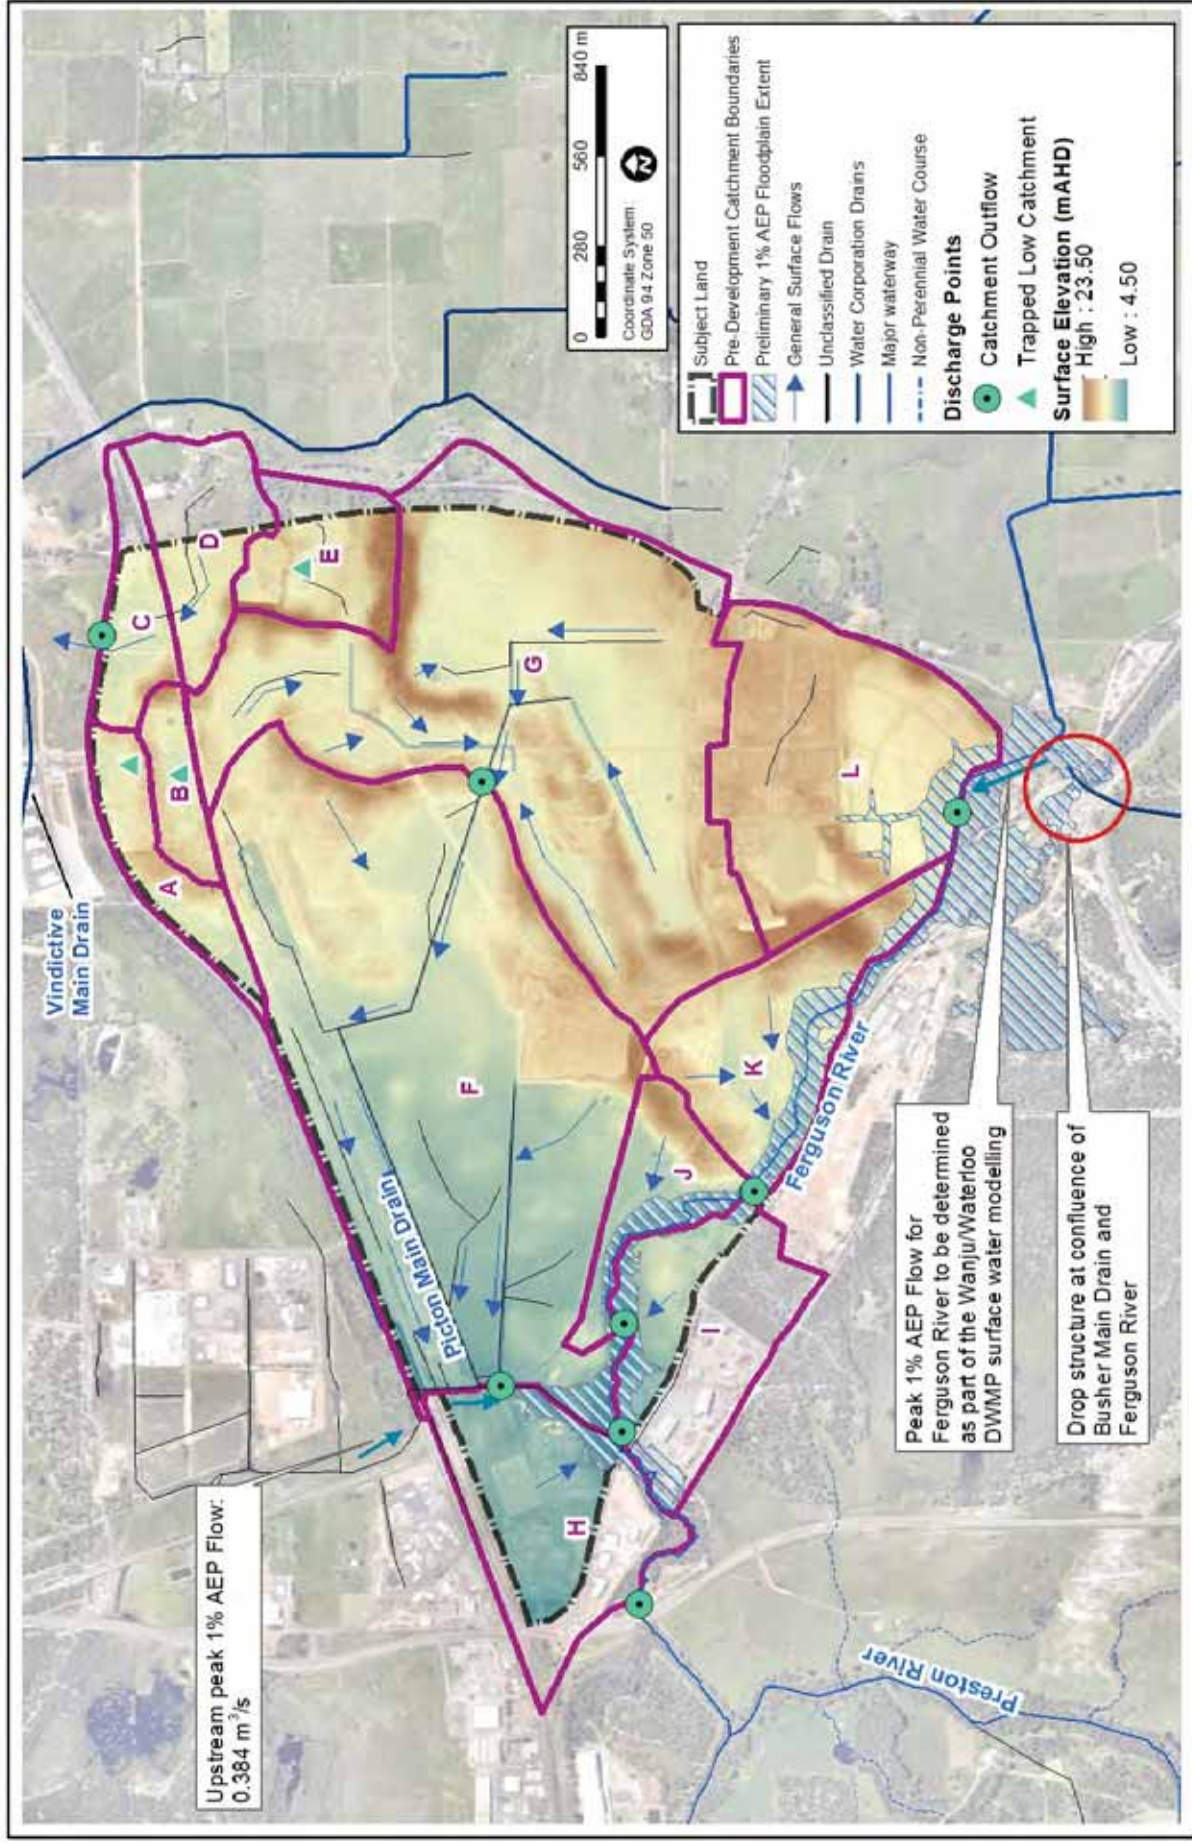 Vindictive
Main Drain
A
B
C
D
E
F
G
H
I
J
K
L
Picton Main Drain
Ferguson River
Preston River
Upstream peak 1% AEP Flow:
0.384 m³/s
Peak 1% AEP Flow for
Ferguson River to be determined
as part of the Wanju/Waterloo
DWMP surface water modelling
Drop structure at confluence of
Busher Main Drain and
Ferguson River
0 280 560 840 m
Coordinate System:
GDA 94 Zone 50
N
Subject Land
Pre-Development Catchment Boundaries
Preliminary 1% AEP Floodplain Extent
General Surface Flows
Unclassified Drain
Water Corporation Drains
Major waterway
Non-Perennial Water Course
Discharge Points
Catchment Outflow
Trapped Low Catchment
Surface Elevation (mAHD)
High : 23.50
Low : 4.50